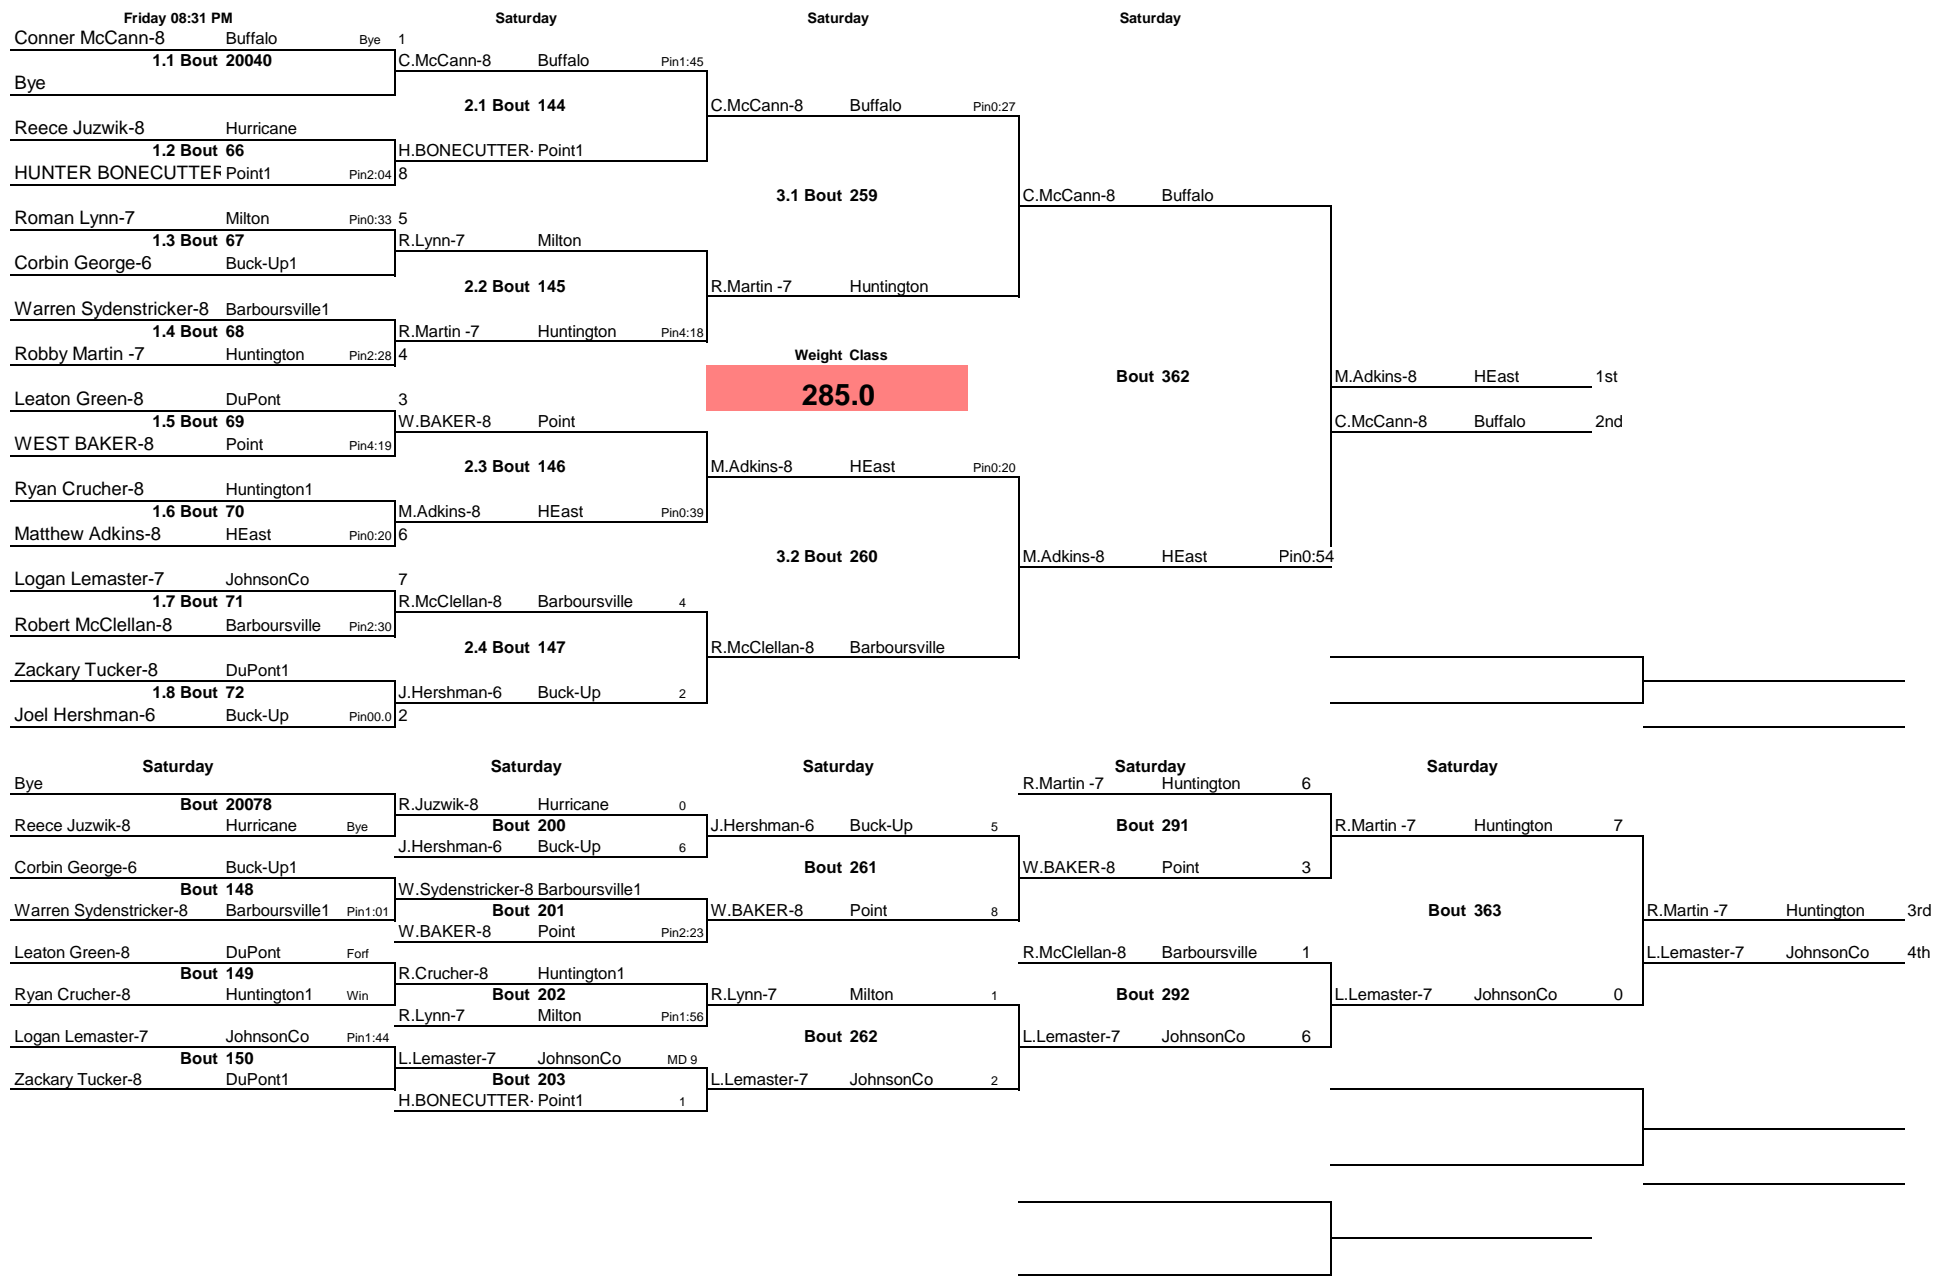 Friday 08:31 PM Saturday Saturday Saturday
Conner McCann-8 Buffalo Bye 1
1.1 Bout 20040 C.McCann-8 Buffalo Pin1:45
Bye
2.1 Bout 144 C.McCann-8 Buffalo Pin0:27
Reece Juzwik-8 Hurricane
1.2 Bout 66 H.BONECUTTER- Point1
HUNTER BONECUTTER Point1 Pin2:04 8
3.1 Bout 259 C.McCann-8 Buffalo
Roman Lynn-7 Milton Pin0:33 5
1.3 Bout 67 R.Lynn-7 Milton
Corbin George-6 Buck-Up1
2.2 Bout 145 R.Martin -7 Huntington
Warren Sydenstricker-8 Barboursville1
1.4 Bout 68 R.Martin -7 Huntington Pin4:18
Robby Martin -7 Huntington Pin2:28 4 Weight Class
Bout 362 M.Adkins-8 HEast 1st
Leaton Green-8 DuPont 3 285.0
1.5 Bout 69 W.BAKER-8 Point C.McCann-8 Buffalo 2nd
WEST BAKER-8 Point Pin4:19
2.3 Bout 146 M.Adkins-8 HEast Pin0:20
Ryan Crucher-8 Huntington1
1.6 Bout 70 M.Adkins-8 HEast Pin0:39
Matthew Adkins-8 HEast Pin0:20 6
3.2 Bout 260 M.Adkins-8 HEast Pin0:54
Logan Lemaster-7 JohnsonCo 7
1.7 Bout 71 R.McClellan-8 Barboursville 4
Robert McClellan-8 Barboursville Pin2:30
2.4 Bout 147 R.McClellan-8 Barboursville
Zackary Tucker-8 DuPont1
1.8 Bout 72 J.Hershman-6 Buck-Up 2
Joel Hershman-6 Buck-Up Pin00.0 2
Saturday Saturday Saturday Saturday Saturday
Bye R.Martin -7 Huntington 6
Bout 20078 R.Juzwik-8 Hurricane 0
Reece Juzwik-8 Hurricane Bye Bout 200 J.Hershman-6 Buck-Up 5 Bout 291 R.Martin -7 Huntington 7
J.Hershman-6 Buck-Up 6
Corbin George-6 Buck-Up1 Bout 261 W.BAKER-8 Point 3
Bout 148 W.Sydenstricker-8 Barboursville1
Warren Sydenstricker-8 Barboursville1 Pin1:01 Bout 201 W.BAKER-8 Point 8 Bout 363 R.Martin -7 Huntington 3rd
W.BAKER-8 Point Pin2:23
Leaton Green-8 DuPont Forf R.McClellan-8 Barboursville 1 L.Lemaster-7 JohnsonCo 4th
Bout 149 R.Crucher-8 Huntington1
Ryan Crucher-8 Huntington1 Win Bout 202 R.Lynn-7 Milton 1 Bout 292 L.Lemaster-7 JohnsonCo 0
R.Lynn-7 Milton Pin1:56
Logan Lemaster-7 JohnsonCo Pin1:44 Bout 262 L.Lemaster-7 JohnsonCo 6
Bout 150 L.Lemaster-7 JohnsonCo MD 9
Zackary Tucker-8 DuPont1 Bout 203 L.Lemaster-7 JohnsonCo 2
H.BONECUTTER- Point1 1